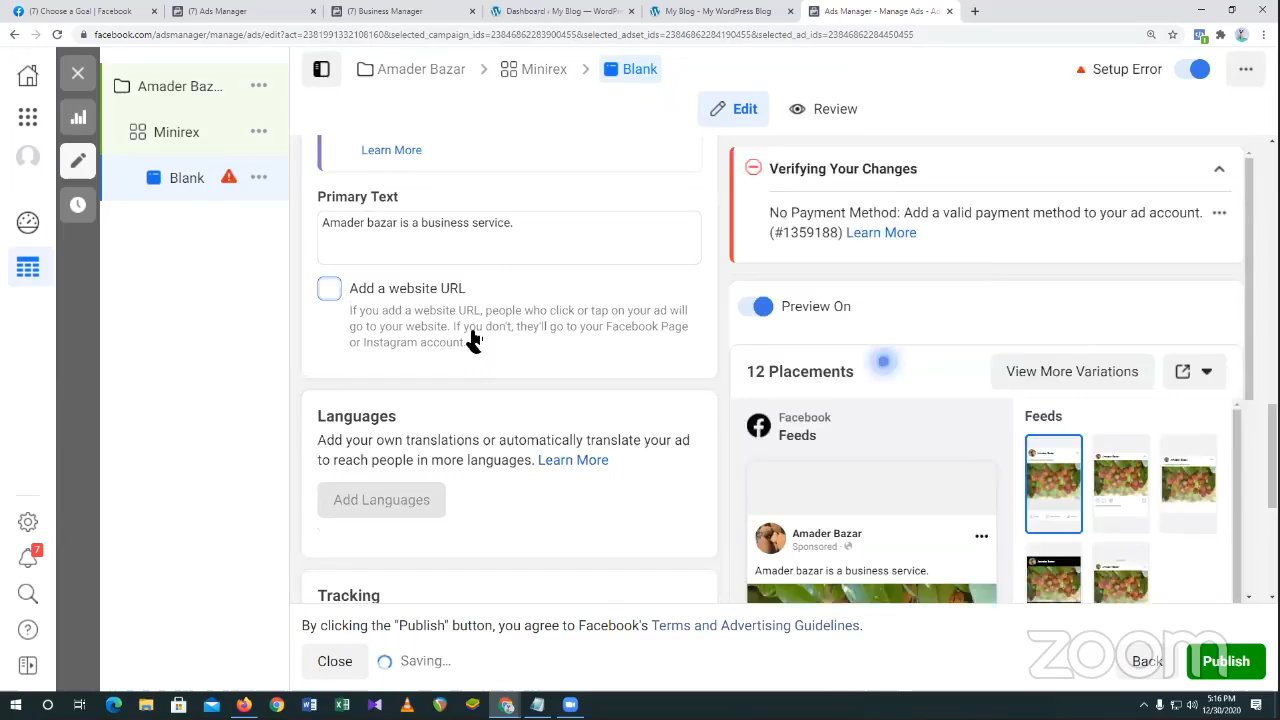 (7) Choose a Goal | Facebook
(7) Ads Manager
(7) Business Manager
Dashboard ‹ My Blog — WordPre
My Blog – My WordPress Blog
Ads Manager - Manage Ads - Ad
facebook.com/adsmanager/manage/ads/edit?act=238199132108160&selected_campaign_ids=23846862283900455&selected_adset_ids=23846862284190455&selected_ad_ids=23846862284450455
Amader Baz...
Minirex
Blank
Amader Bazar
Minirex
Blank
Setup Error
Edit
Review
Learn More
Primary Text
Amader bazar is a business service.
Add a website URL
If you add a website URL, people who click or tap on your ad will
go to your website. If you don't, they'll go to your Facebook Page
or Instagram account
Languages
Add your own translations or automatically translate your ad
to reach people in more languages. Learn More
Add Languages
Tracking
Verifying Your Changes
No Payment Method: Add a valid payment method to your ad account.
(#1359188) Learn More
Preview On
12 Placements
View More Variations
Facebook
Feeds
Feeds
Amader Bazar
Sponsored
Amader bazar is a business service.
By clicking the "Publish" button, you agree to Facebook's Terms and Advertising Guidelines.
Close
Saving...
Back
Publish
zoom
7
5:16 PM
12/30/2020